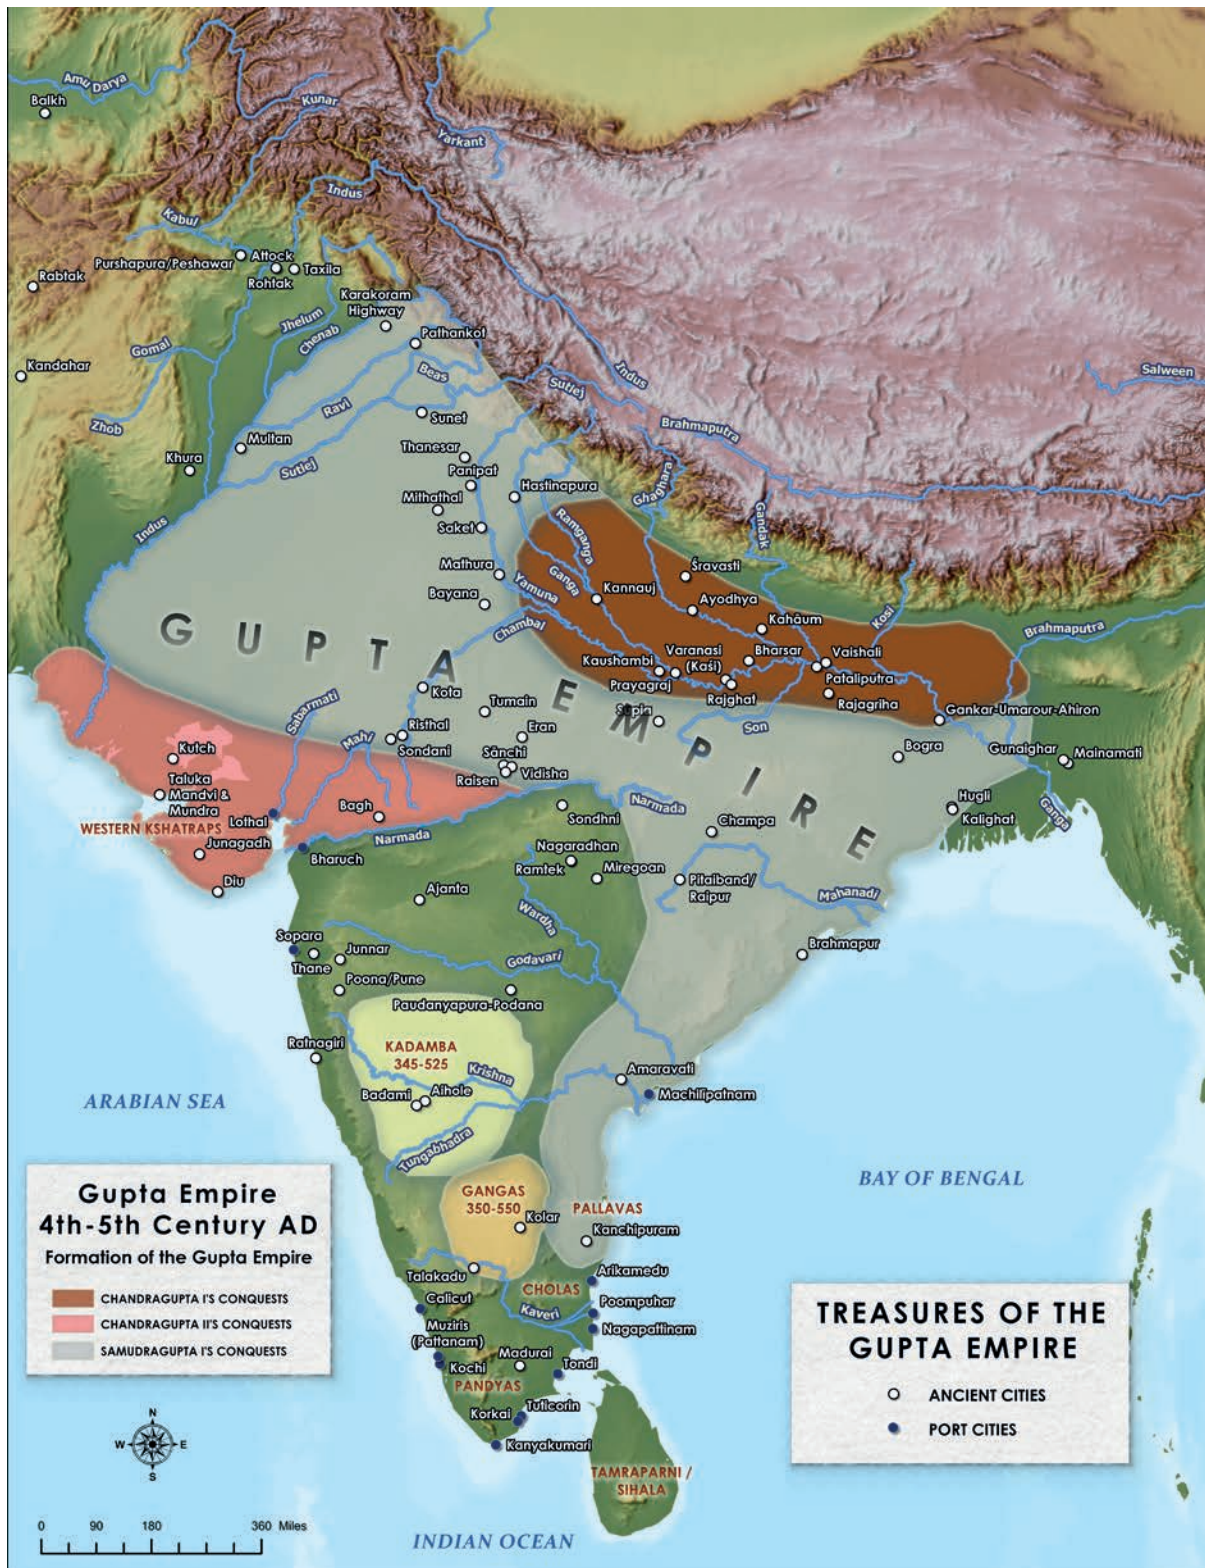 Amu Darya
Balkh
Kunar
Yarkant
Indus
Kabul
Attock
Purshapura/Peshawar
Rohtak
Taxila
Rabtak
Karakoram
Highway
Jhelum
Chenab
Pathankot
Gomal
Kandahar
Beas
Sutlej
Indus
Salween
Ravi
Zhob
Sunet
Brahmaputra
Multan
Thanesar
Khura
Sutlej
Panipat
Ghaghara
Hastinapura
Mithathal
Gandak
Indus
Saket
Ramganga
Mathura
Śravasti
Ganga
Yamuna
Kannauj
Bayana
Ayodhya
Kosi
Kahaum
Chambal
Brahmaputra
GUPTA EMPIRE
Varanasi
(Kaśi)
Bharsar
Vaishali
Kaushambi
Pataliputra
Prayagraj
Rajghat
Rajagriha
Kota
Sabarmati
Tumain
Supia
Gankar-Umarour-Ahiron
Mahi
Risthal
Eran
Son
Sondani
Bogra
Gunaighar
Mainamati
Kutch
Sānchi
Raisen
Vidisha
Taluka
Mandvi &
Mundra
Bagh
Narmada
Hugli
Lothal
Sondhni
Kalighat
Ganga
WESTERN KSHATRAPS
Narmada
Champa
Junagadh
Bharuch
Nagaradhan
Ramtek
Miregoan
Diu
Ajanta
Pitaiband/
Raipur
Mahanadi
Wardha
Sopara
Junnar
Brahmapur
Thane
Godavari
Poona/Pune
Paudanyapura-Podana
Ratnagiri
KADAMBA
345-525
Krishna
Amaravati
Badami
Aihole
Machilipatnam
ARABIAN SEA
Tungabhadra
BAY OF BENGAL
Gupta Empire
4th-5th Century AD
Formation of the Gupta Empire
CHANDRAGUPTA I'S CONQUESTS
CHANDRAGUPTA II'S CONQUESTS
SAMUDRAGUPTA I'S CONQUESTS
GANGAS
350-550
Kolar
PALLAVAS
Kanchipuram
Talakadu
Arikamedu
CHOLAS
Calicut
Kaveri
Poompuhar
Muziris
(Pattanam)
Nagapattinam
Madurai
Kochi
Tondi
PANDYAS
Tuticorin
Korkai
Kanyakumari
TAMRAPARNI /
SIHALA
INDIAN OCEAN
TREASURES OF THE
GUPTA EMPIRE
ANCIENT CITIES
PORT CITIES
N
W E
S
0 90 180 360 Miles